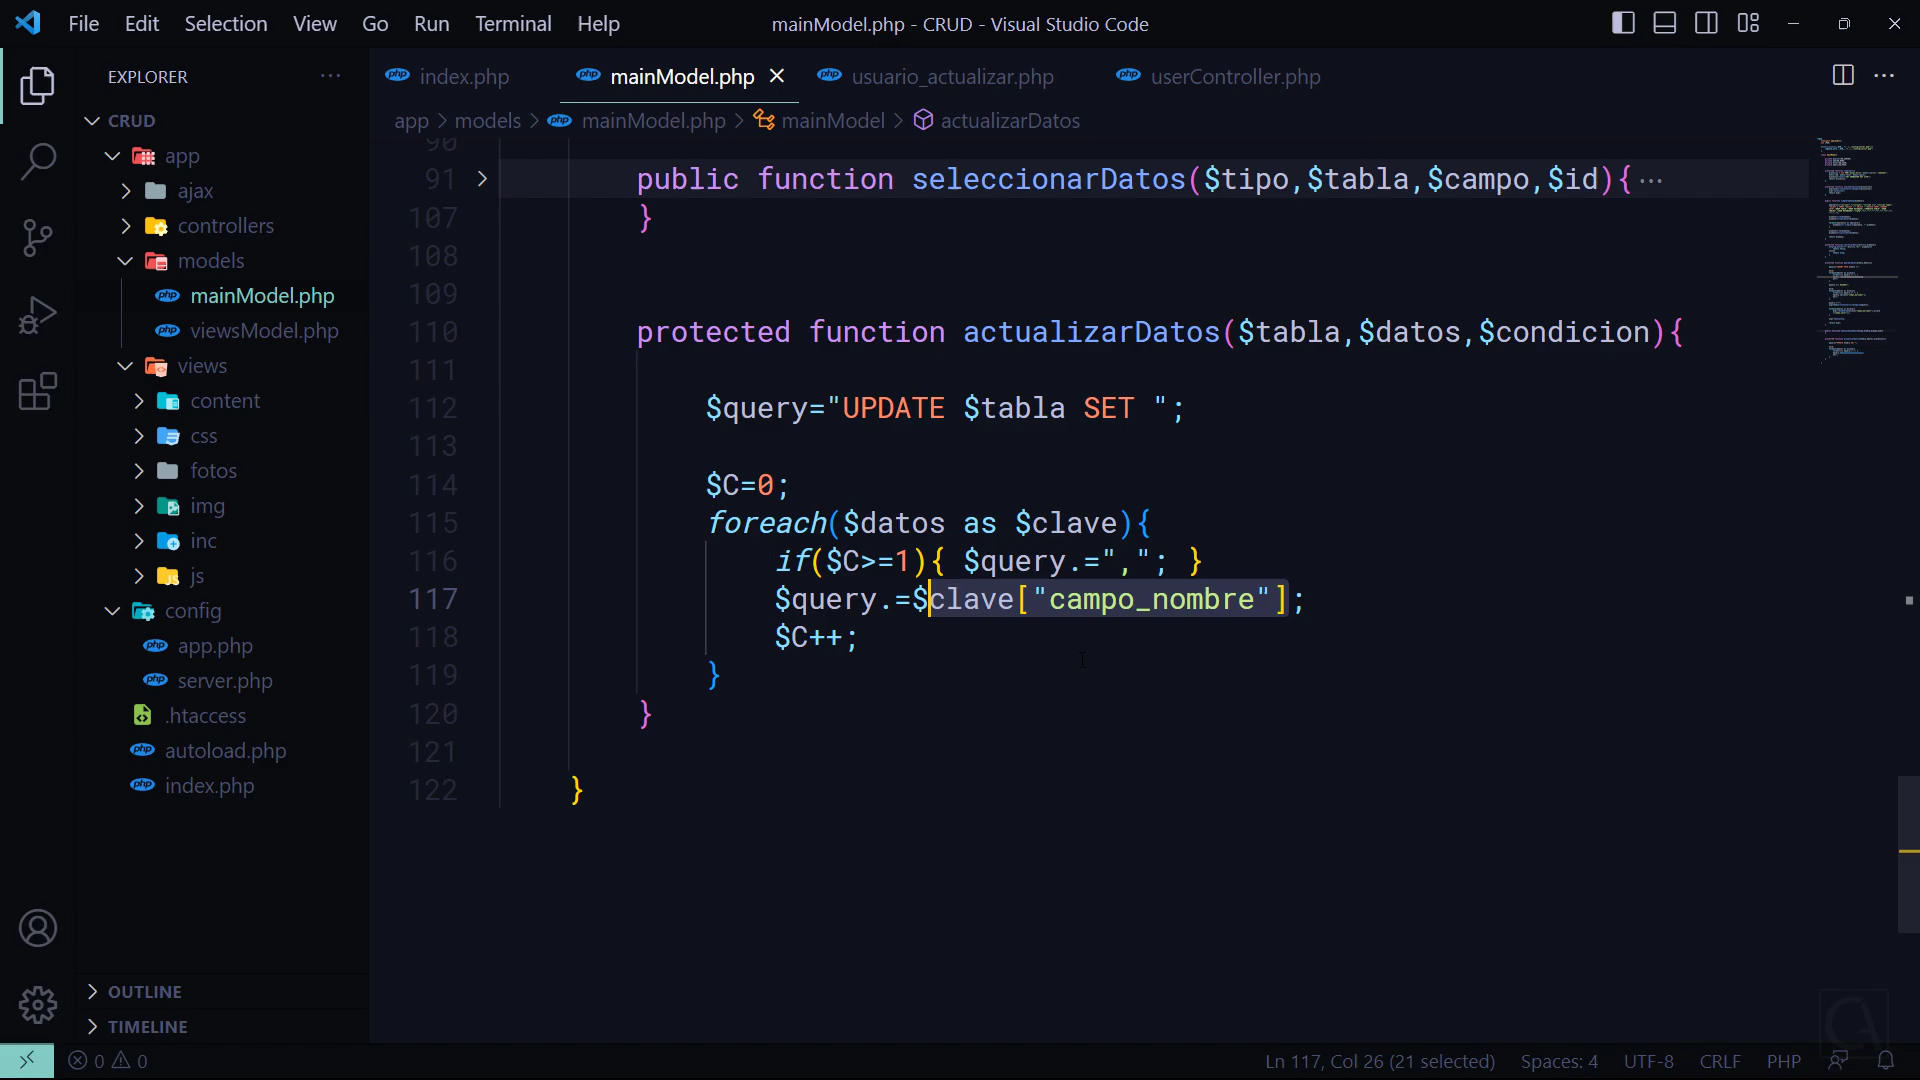 File Edit Selection View Go Run Terminal Help
mainModel.php - CRUD - Visual Studio Code
EXPLORER
CRUD
app
ajax
controllers
models
mainModel.php
viewsModel.php
views
content
css
fotos
img
inc
js
config
app.php
server.php
.htaccess
autoload.php
index.php
OUTLINE
TIMELINE
index.php mainModel.php usuario_actualizar.php userController.php
app > models > mainModel.php > mainModel > actualizarDatos
90
91 public function seleccionarDatos($tipo,$tabla,$campo,$id){...
107 }
108
109
110 protected function actualizarDatos($tabla,$datos,$condicion){
111
112 $query="UPDATE $tabla SET ";
113
114 $C=0;
115 foreach($datos as $clave){
116 if($C>=1){ $query.=","; }
117 $query.=$clave["campo_nombre"];
118 $C++;
119 }
120 }
121
122 }
0 0
Ln 117, Col 26 (21 selected) Spaces: 4 UTF-8 CRLF PHP